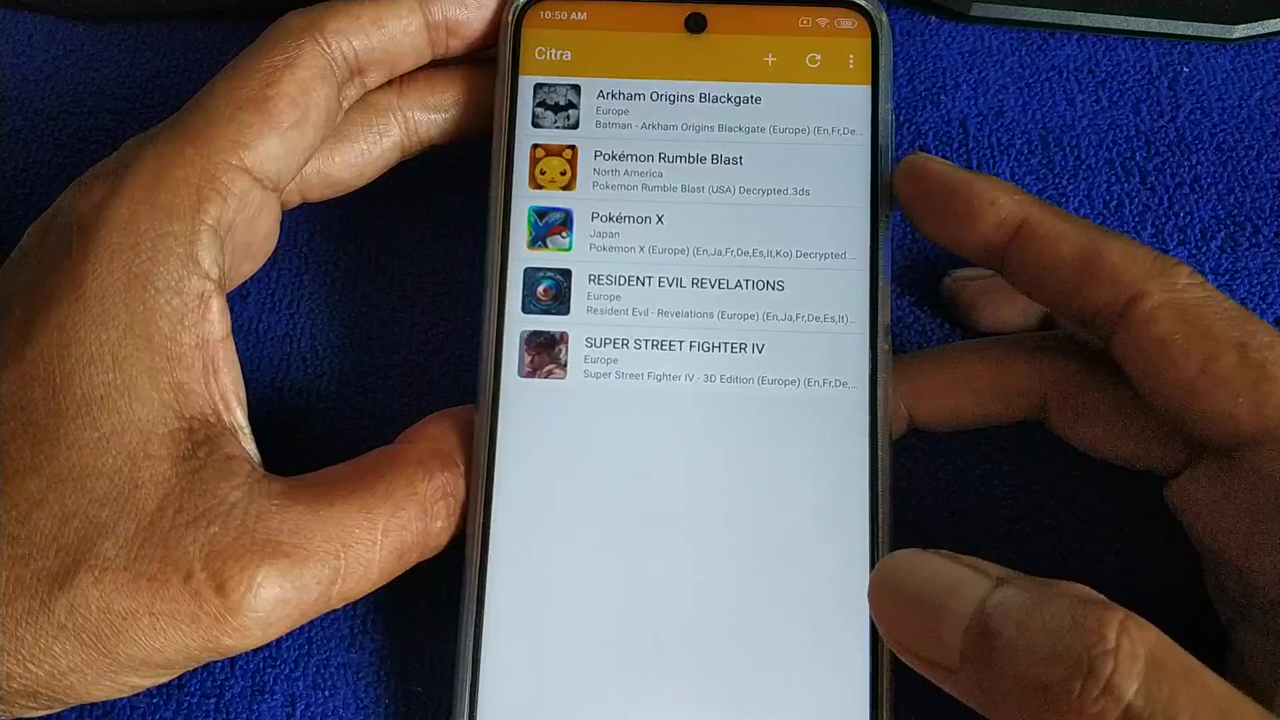 10:50 AM
100
Citra
Arkham Origins Blackgate
Europe
Batman - Arkham Origins Blackgate (Europe) (En,Fr,De...
Pokémon Rumble Blast
North America
Pokemon Rumble Blast (USA) Decrypted.3ds
Pokémon X
Japan
Pokemon X (Europe) (En,Ja,Fr,De,Es,It,Ko) Decrypted....
RESIDENT EVIL REVELATIONS
Europe
Resident Evil - Revelations (Europe) (En,Ja,Fr,De,Es,It)...
SUPER STREET FIGHTER IV
Europe
Super Street Fighter IV - 3D Edition (Europe) (En,Fr,De,...